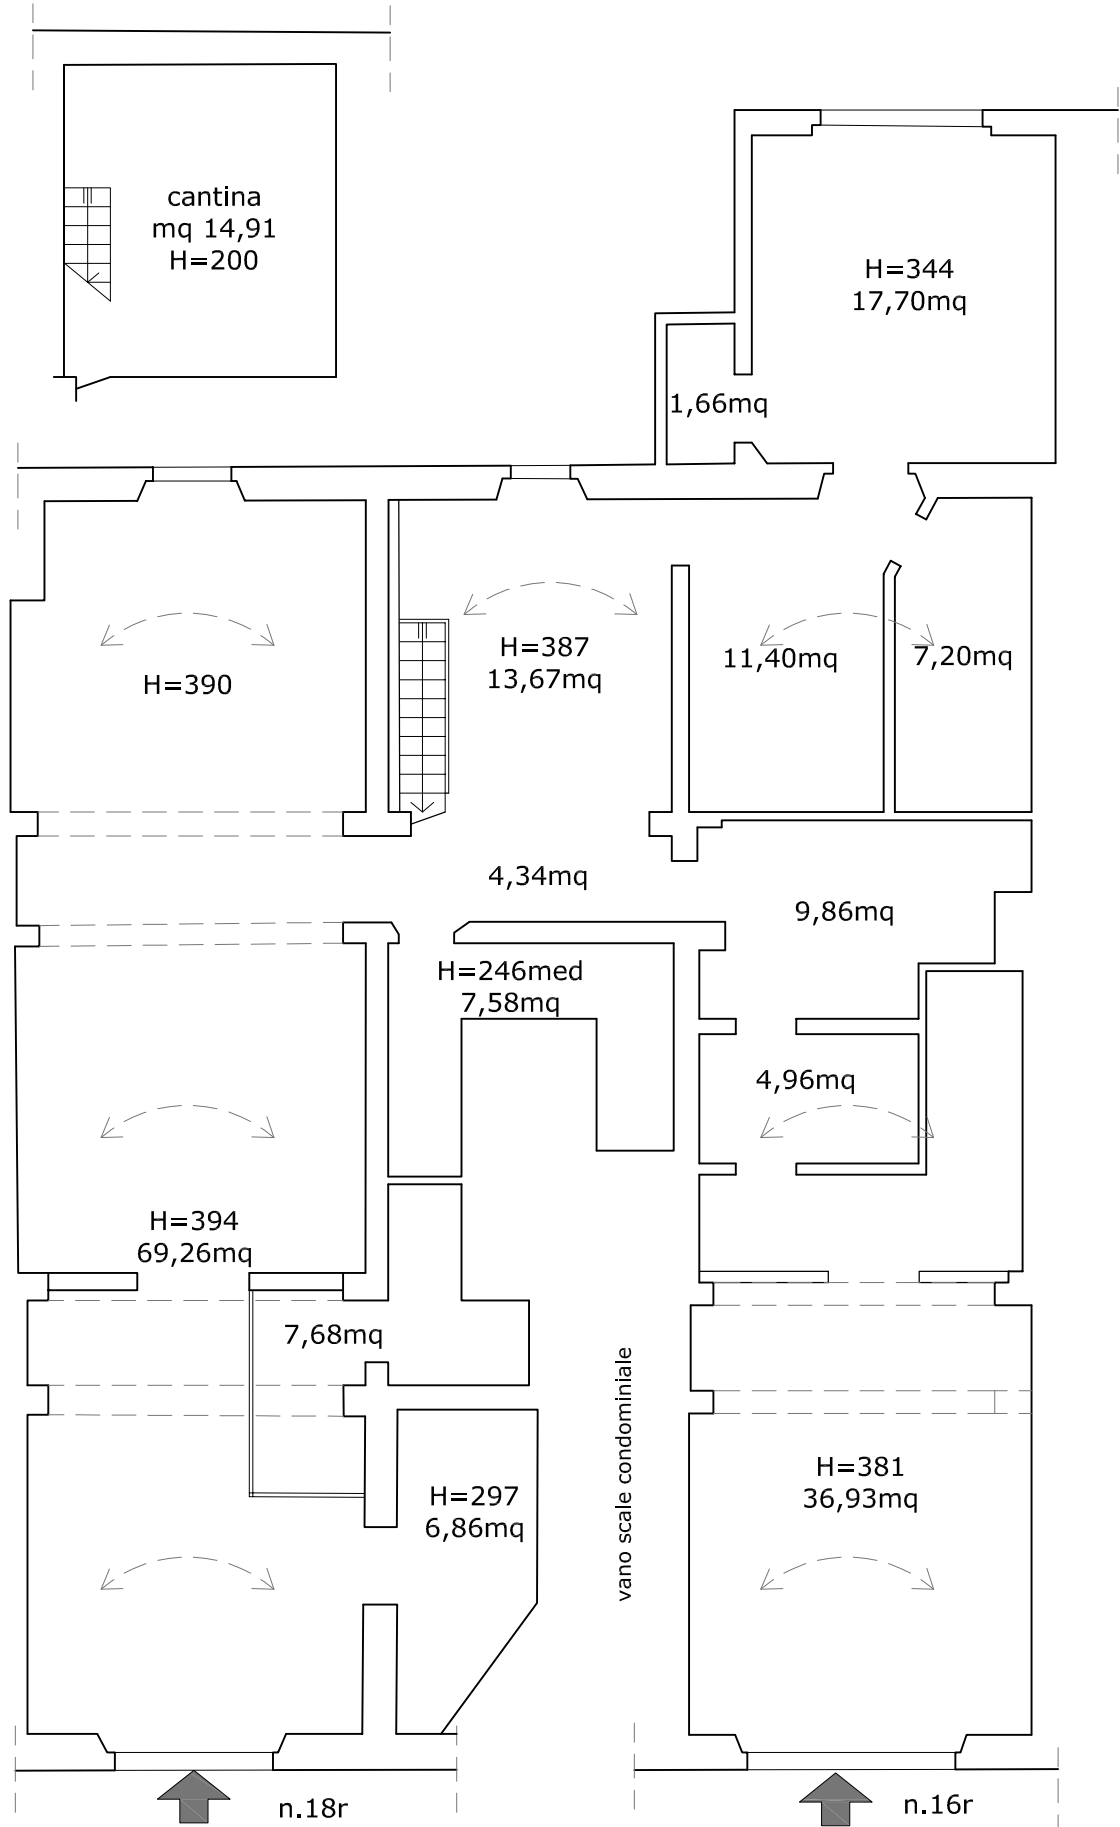 cantina
mq 14,91
H=200
H=344
17,70mq
1,66mq
H=390
H=387
13,67mq
11,40mq
7,20mq
4,34mq
9,86mq
H=246med
7,58mq
4,96mq
H=394
69,26mq
7,68mq
vano scale condominiale
H=297
6,86mq
H=381
36,93mq
n.18r
n.16r